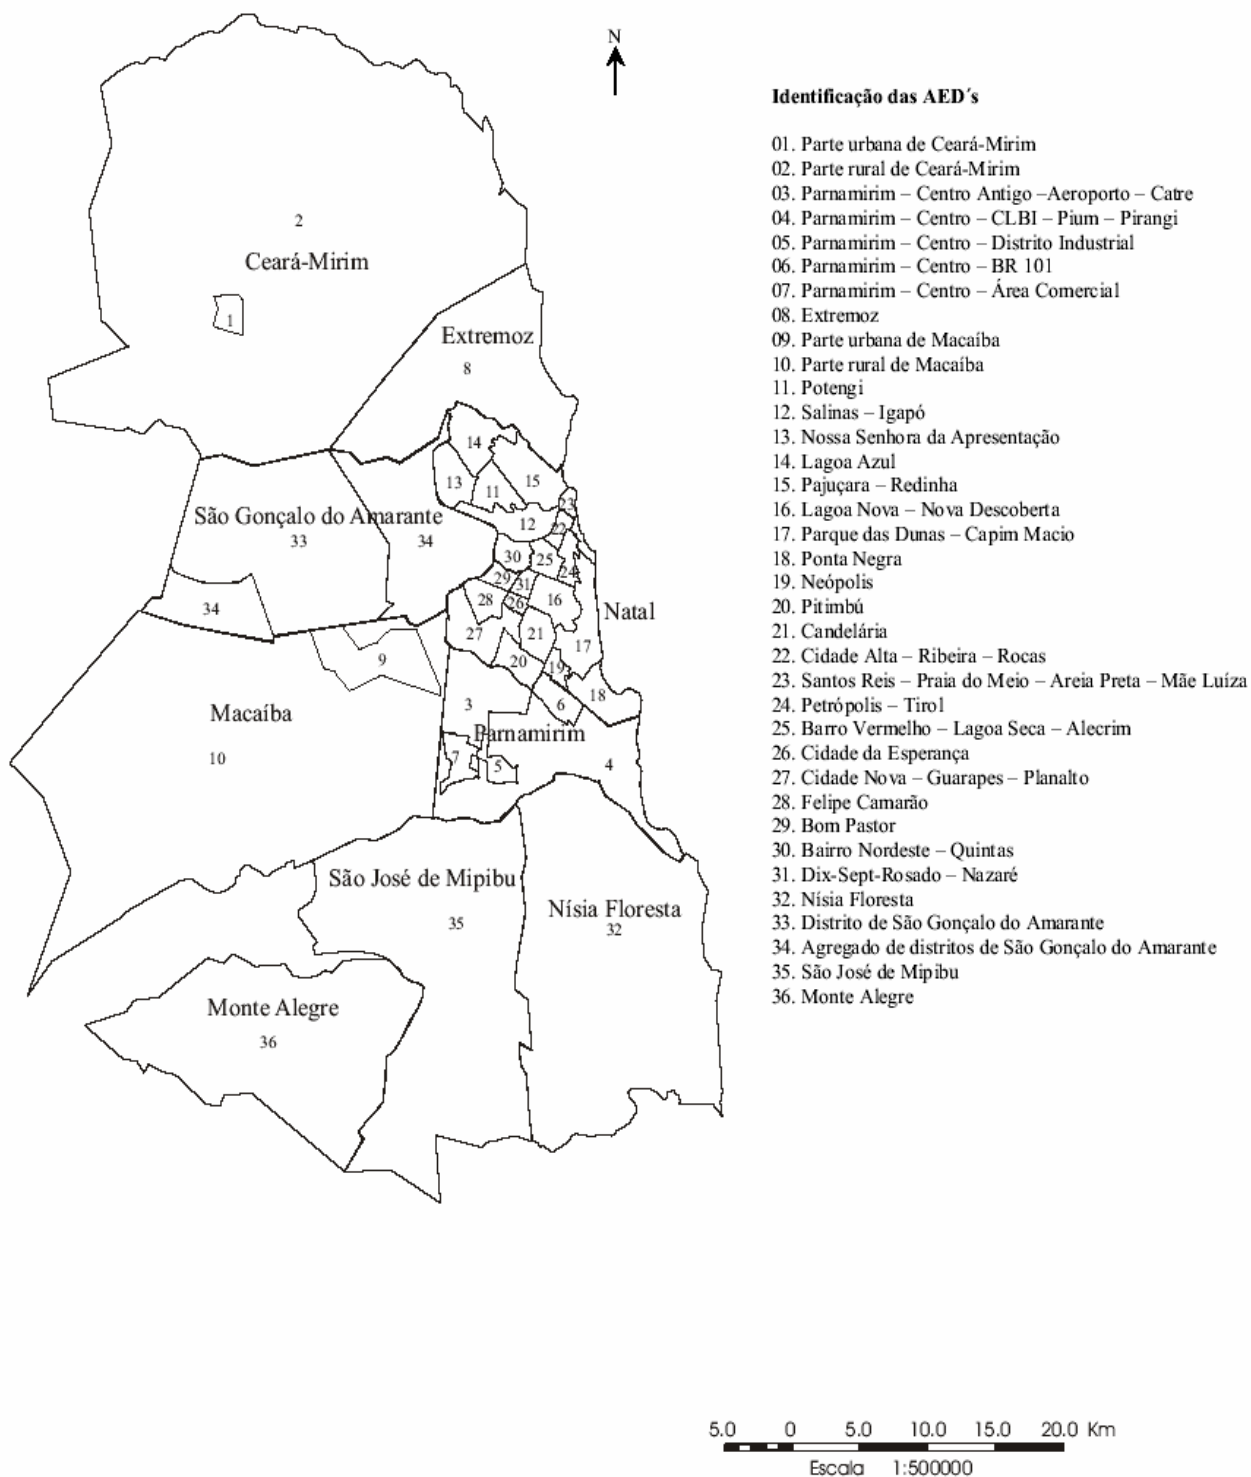 N
2
Ceará-Mirim
1
Extremoz
8
14
13
11
15
23
São Gonçalo do Amarante
33
34
12
22
30
25
24
29
31
34
28
26
16
Natal
27
21
17
9
20
19
18
3
6
Macaíba
Parnamirim
10
7
5
4
São José de Mipibu
35
Nísia Floresta
32
Monte Alegre
36
Identificação das AED´s
01. Parte urbana de Ceará-Mirim
02. Parte rural de Ceará-Mirim
03. Parnamirim – Centro Antigo –Aeroporto – Catre
04. Parnamirim – Centro – CLBI – Pium – Pirangi
05. Parnamirim – Centro – Distrito Industrial
06. Parnamirim – Centro – BR 101
07. Parnamirim – Centro – Área Comercial
08. Extremoz
09. Parte urbana de Macaíba
10. Parte rural de Macaíba
11. Potengi
12. Salinas – Igapó
13. Nossa Senhora da Apresentação
14. Lagoa Azul
15. Pajuçara – Redinha
16. Lagoa Nova – Nova Descoberta
17. Parque das Dunas – Capim Macio
18. Ponta Negra
19. Neópolis
20. Pitimbú
21. Candelária
22. Cidade Alta – Ribeira – Rocas
23. Santos Reis – Praia do Meio – Areia Preta – Mãe Luíza
24. Petrópolis – Tirol
25. Barro Vermelho – Lagoa Seca – Alecrim
26. Cidade da Esperança
27. Cidade Nova – Guarapes – Planalto
28. Felipe Camarão
29. Bom Pastor
30. Bairro Nordeste – Quintas
31. Dix-Sept-Rosado – Nazaré
32. Nísia Floresta
33. Distrito de São Gonçalo do Amarante
34. Agregado de distritos de São Gonçalo do Amarante
35. São José de Mipibu
36. Monte Alegre
5.0 0 5.0 10.0 15.0 20.0 Km
Escala 1:500000